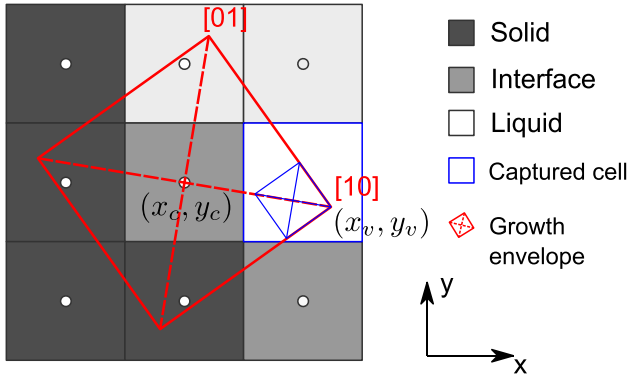 [01]
Solid
Interface
Liquid
[10]
Captured cell
(x_c, y_c)
(x_v, y_v)
Growth
envelope
y
x